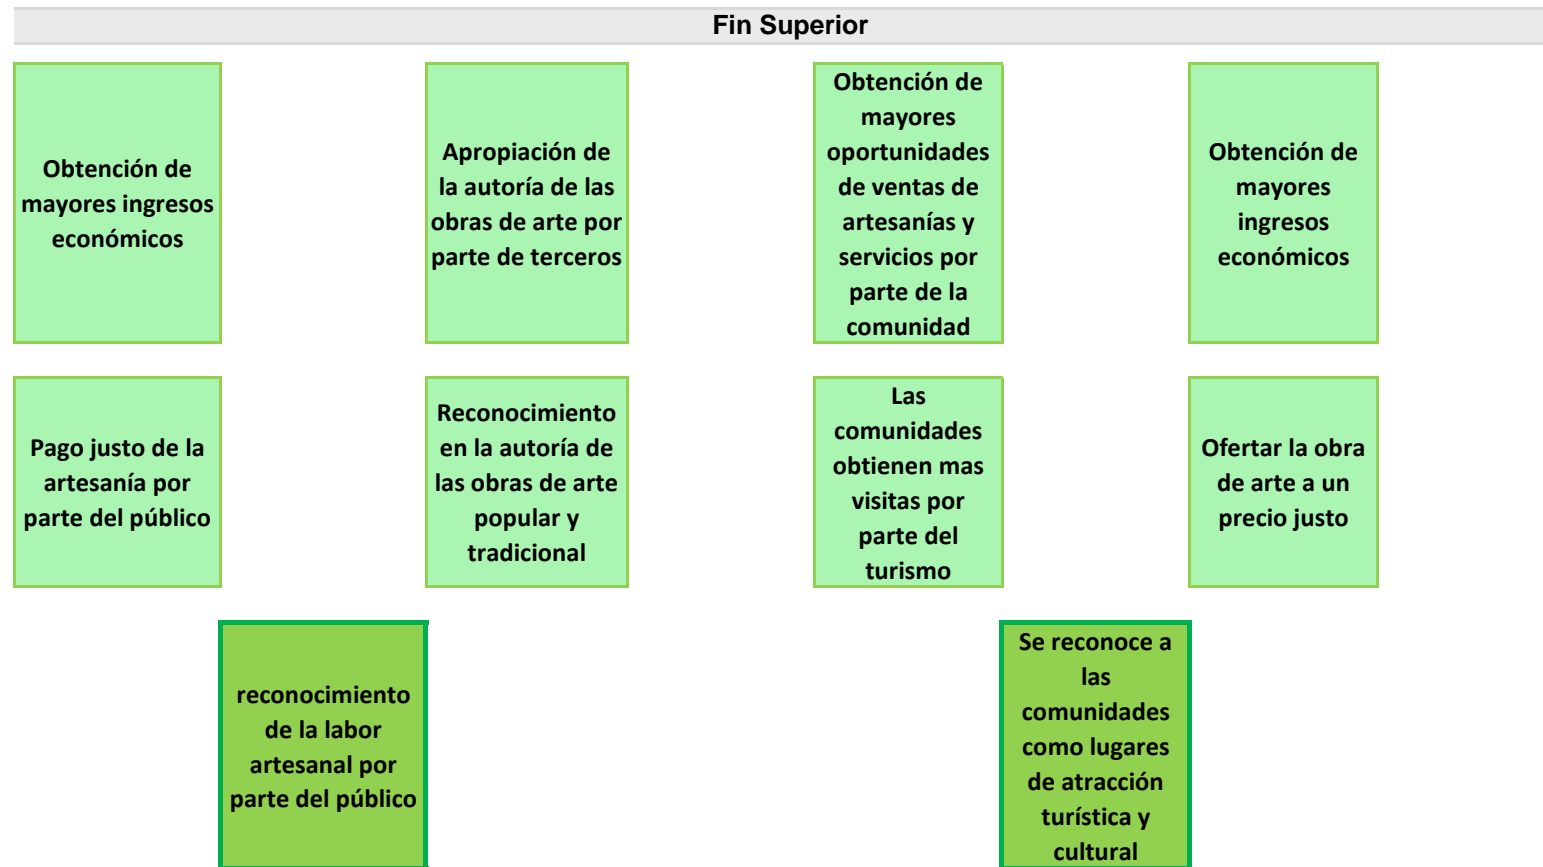 Fin Superior
Obtención de
mayores ingresos
económicos
Apropiación de
la autoría de las
obras de arte por
parte de terceros
Obtención de
mayores
oportunidades
de ventas de
artesanías y
servicios por
parte de la
comunidad
Obtención de
mayores
ingresos
económicos
Pago justo de la
artesanía por
parte del público
Reconocimiento
en la autoría de
las obras de arte
popular y
tradicional
Las
comunidades
obtienen mas
visitas por
parte del
turismo
Ofertar la obra
de arte a un
precio justo
reconocimiento
de la labor
artesanal por
parte del público
Se reconoce a
las
comunidades
como lugares
de atracción
turística y
cultural